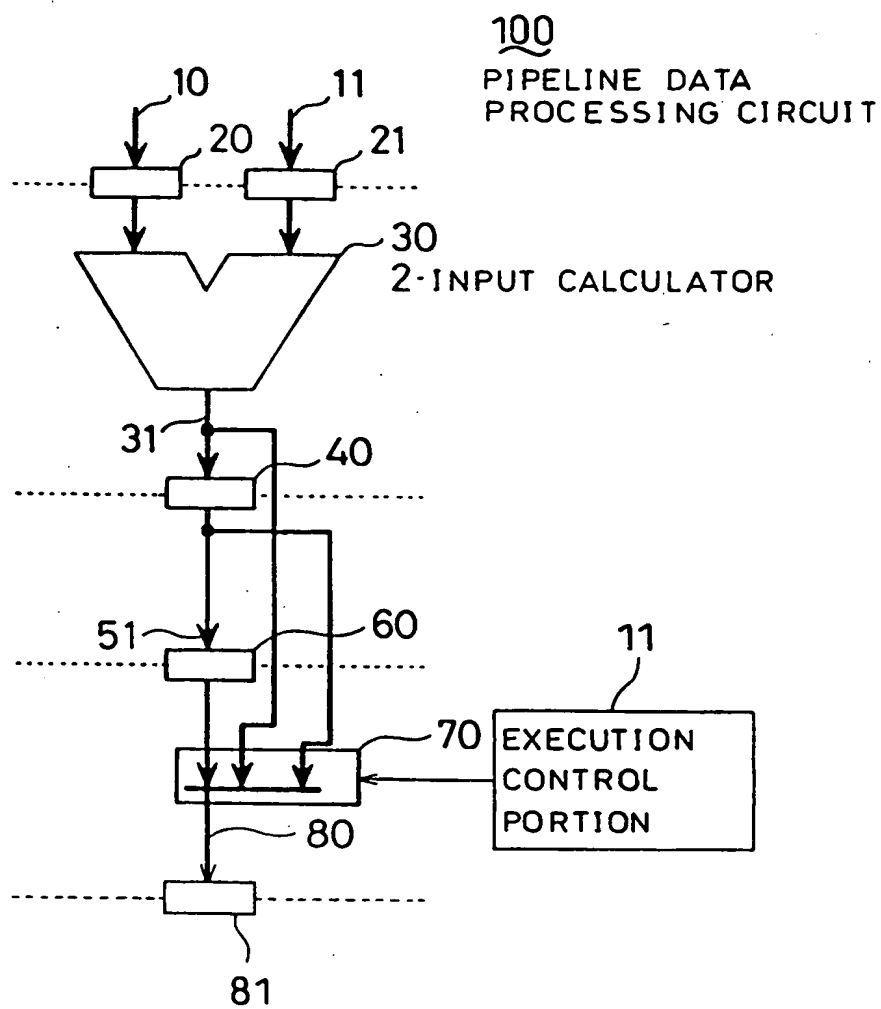 100
PIPELINE DATA
PROCESSING CIRCUIT
10
11
20
21
30
2-INPUT CALCULATOR
31
40
51
60
11
70
EXECUTION
CONTROL
PORTION
80
81